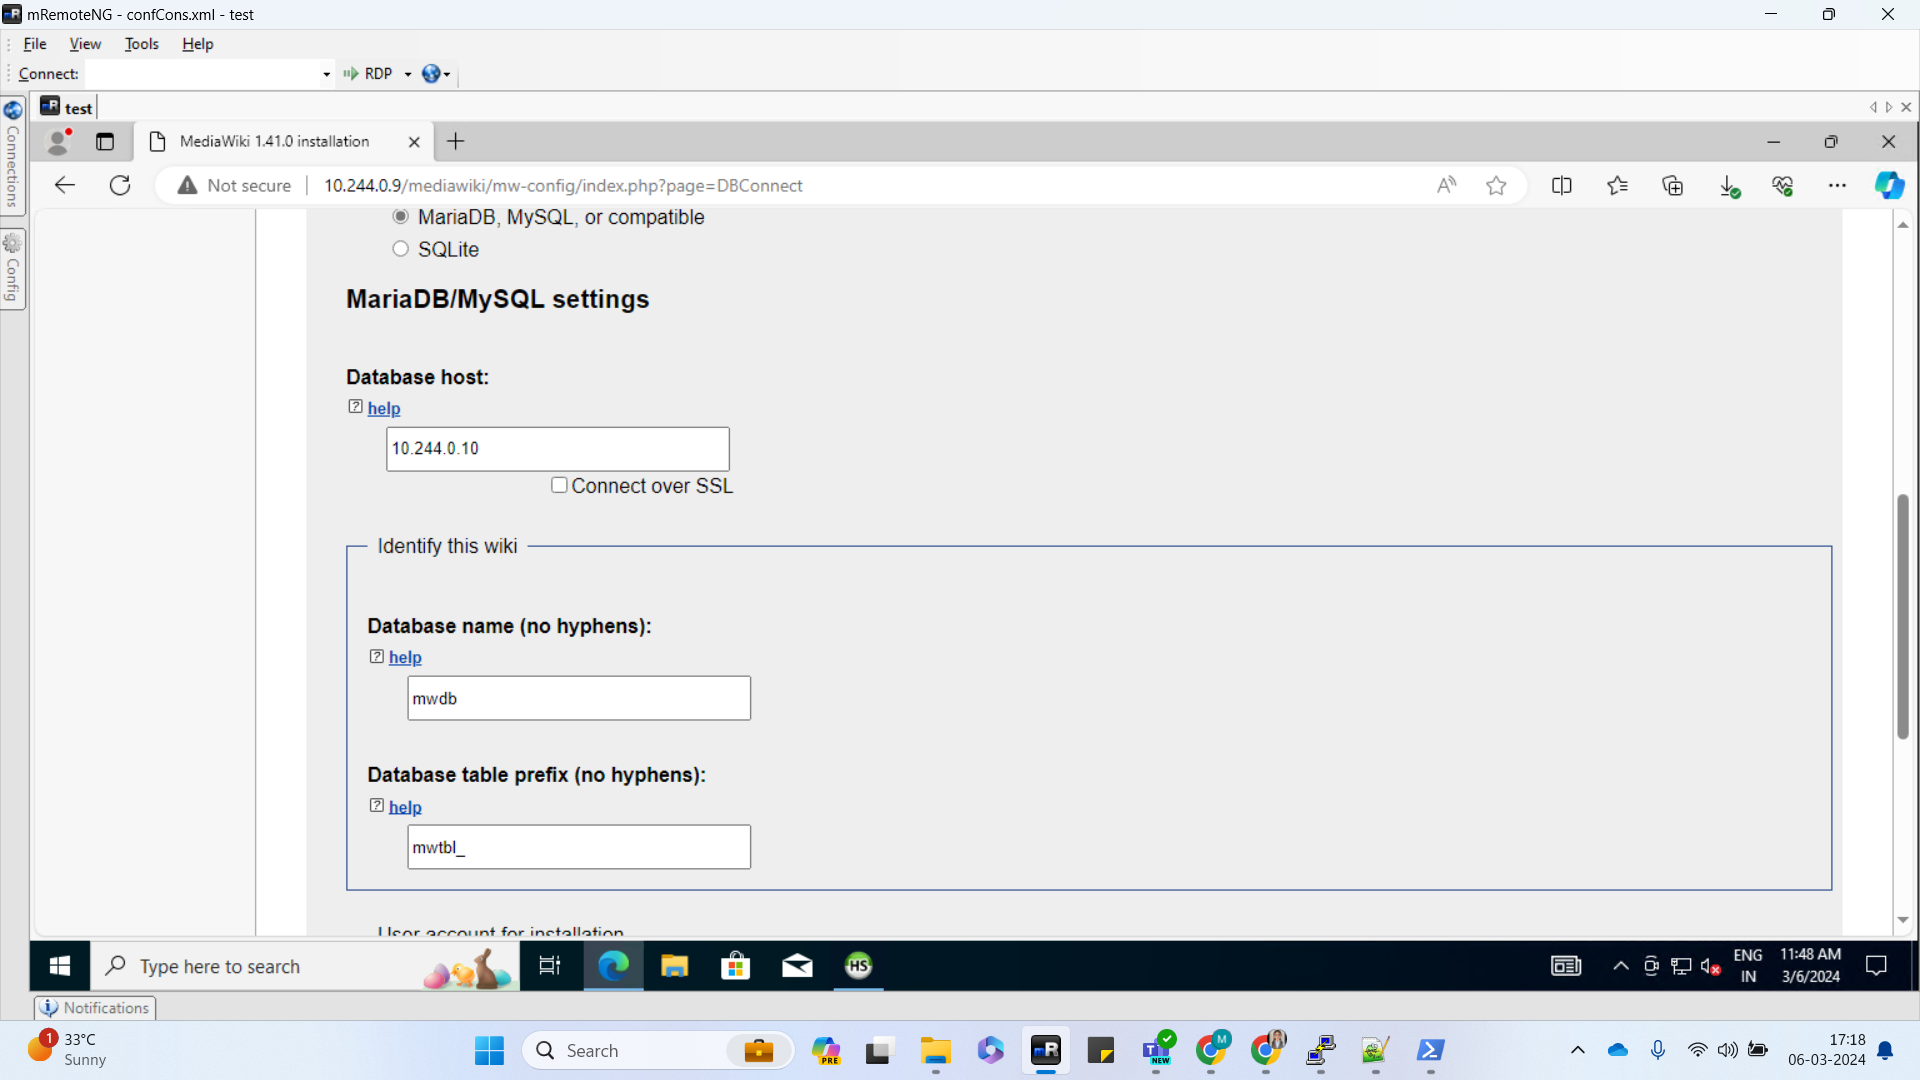 mRemoteNG - confCons.xml - test
File View Tools Help
Connect: RDP
test
Connections
Config
MediaWiki 1.41.0 installation
Not secure 10.244.0.9/mediawiki/mw-config/index.php?page=DBConnect
MariaDB, MySQL, or compatible
SQLite
MariaDB/MySQL settings
Database host:
help
10.244.0.10
Connect over SSL
Identify this wiki
Database name (no hyphens):
help
mwdb
Database table prefix (no hyphens):
help
mwtbl_
User account for installation
Type here to search
HS
ENG
IN
11:48 AM
3/6/2024
Notifications
1
33°C
Sunny
Search
PRE
NEW
M
17:18
06-03-2024